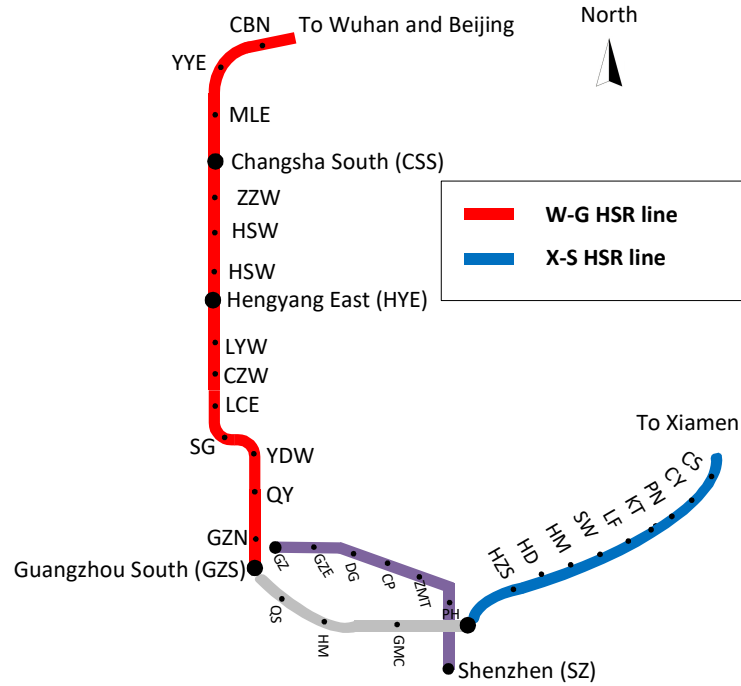 CBN
To Wuhan and Beijing
North
YYE
MLE
Changsha South (CSS)
ZZW
HSW
HSW
Hengyang East (HYE)
W-G HSR line
X-S HSR line
LYW
CZW
LCE
SG
YDW
QY
GZN
Guangzhou South (GZS)
To Xiamen
CS
CY
PN
KT
LF
SW
HM
HD
HZS
GZ
GZE
DG
CP
ZMT
PH
QS
HM
GMC
Shenzhen (SZ)